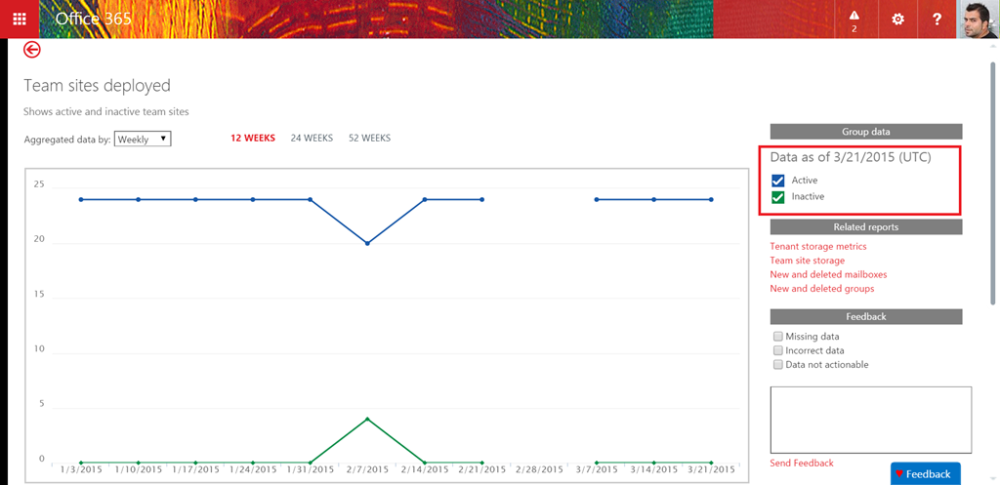 Office 365
2
?
Team sites deployed
Shows active and inactive team sites
Aggregated data by: Weekly
12 WEEKS 24 WEEKS 52 WEEKS
25
20
15
10
5
0
1/3/2015 1/10/2015 1/17/2015 1/24/2015 1/31/2015 2/7/2015 2/14/2015 2/21/2015 2/28/2015 3/7/2015 3/14/2015 3/21/2015
Group data
Data as of 3/21/2015 (UTC)
Active
Inactive
Related reports
Tenant storage metrics
Team site storage
New and deleted mailboxes
New and deleted groups
Feedback
Missing data
Incorrect data
Data not actionable
Send Feedback
Feedback